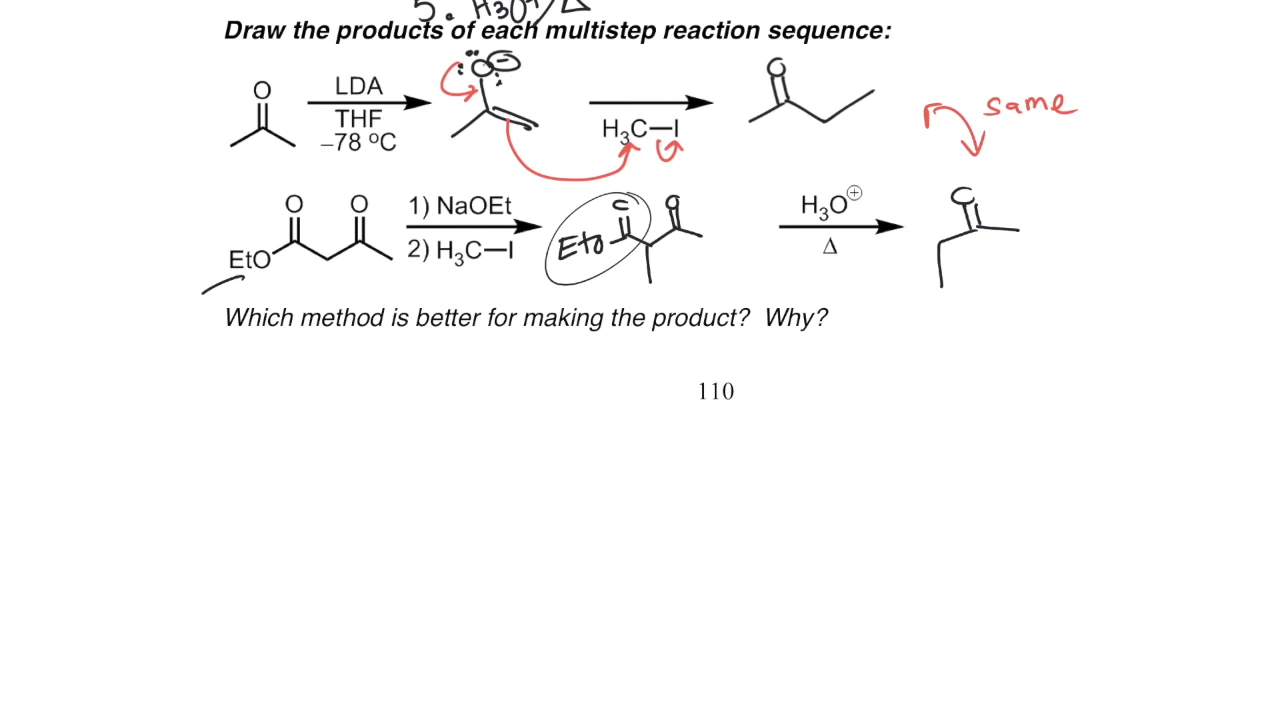 5. H3O+/Δ
Draw the products of each multistep reaction sequence:
O LDA THF –78 ºC O H3C–I O same
EtO O O 1) NaOEt 2) H3C–I EtO O O H3O+ Δ O
Which method is better for making the product? Why?
110